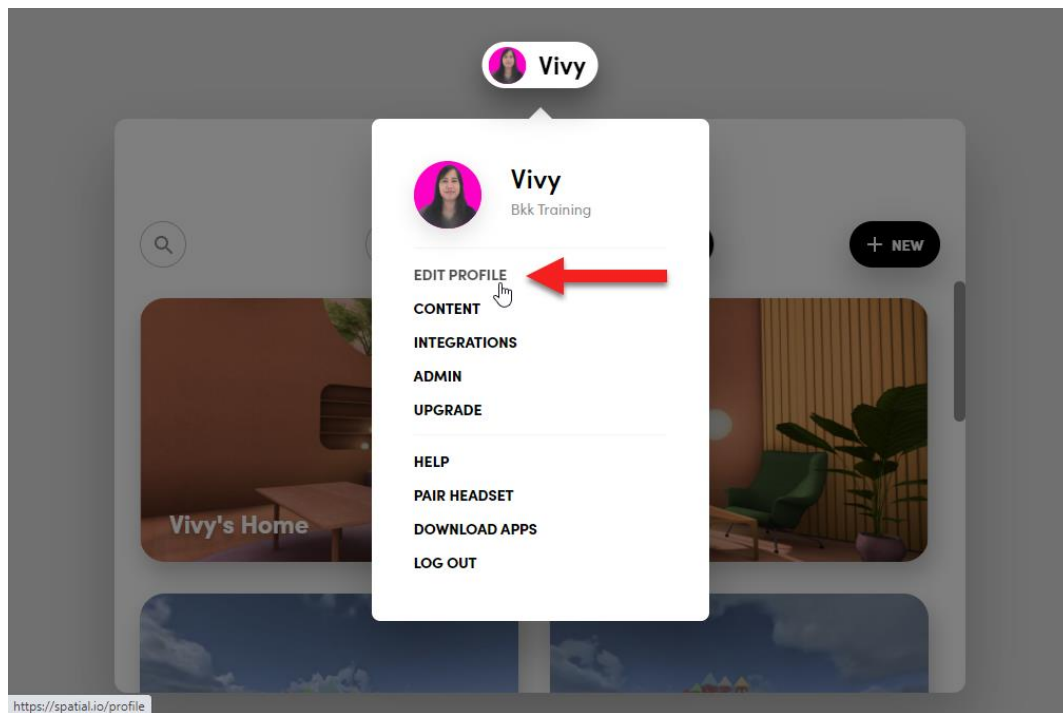 Vivy
Vivy
Bkk Training
+ NEW
EDIT PROFILE
CONTENT
INTEGRATIONS
ADMIN
UPGRADE
HELP
PAIR HEADSET
DOWNLOAD APPS
LOG OUT
Vivy's Home
https://spatial.io/profile